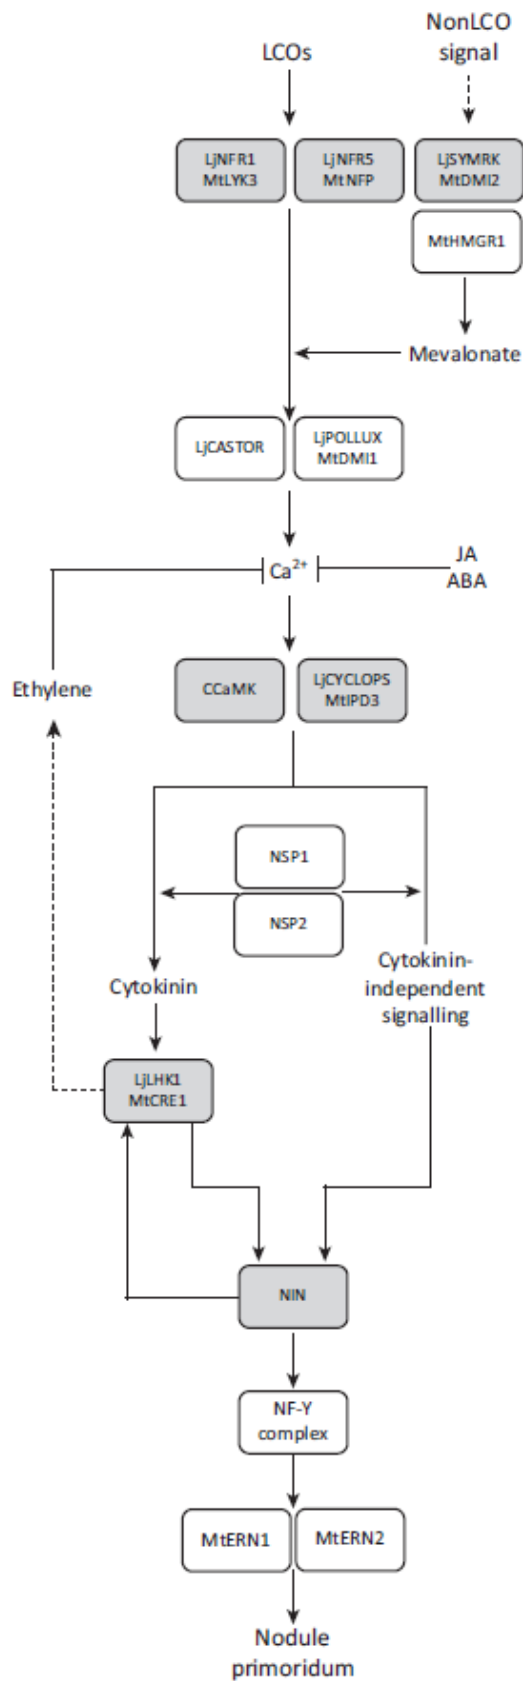 NonLCO
signal
LCOs
LjNFR1
MtLYK3
LjNFR5
MtNFP
LjSYMRK
MtDMI2
MtHMGR1
Mevalonate
LjCASTOR
LjPOLLUX
MtDMI1
Ca²⁺
JA
ABA
Ethylene
CCaMK
LjCYCLOPS
MtIPD3
NSP1
NSP2
Cytokinin
Cytokinin-
independent
signalling
LjLHK1
MtCRE1
NIN
NF-Y
complex
MtERN1
MtERN2
Nodule
primoridum